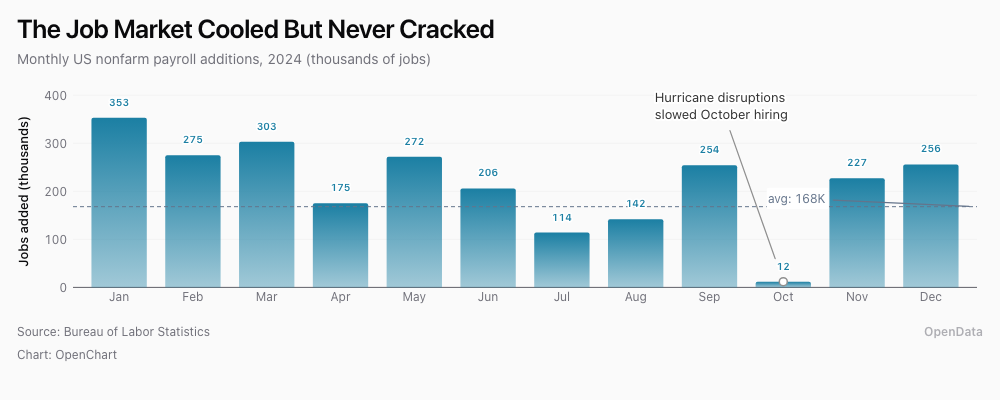 The Job Market Cooled But Never Cracked
Monthly US nonfarm payroll additions, 2024 (thousands of jobs)
Jobs added (thousands)
400
300
200
100
0
353
275
303
175
272
206
114
142
254
12
227
256
Hurricane disruptions
slowed October hiring
avg: 168K
Jan
Feb
Mar
Apr
May
Jun
Jul
Aug
Sep
Oct
Nov
Dec
Source: Bureau of Labor Statistics
OpenData
Chart: OpenChart